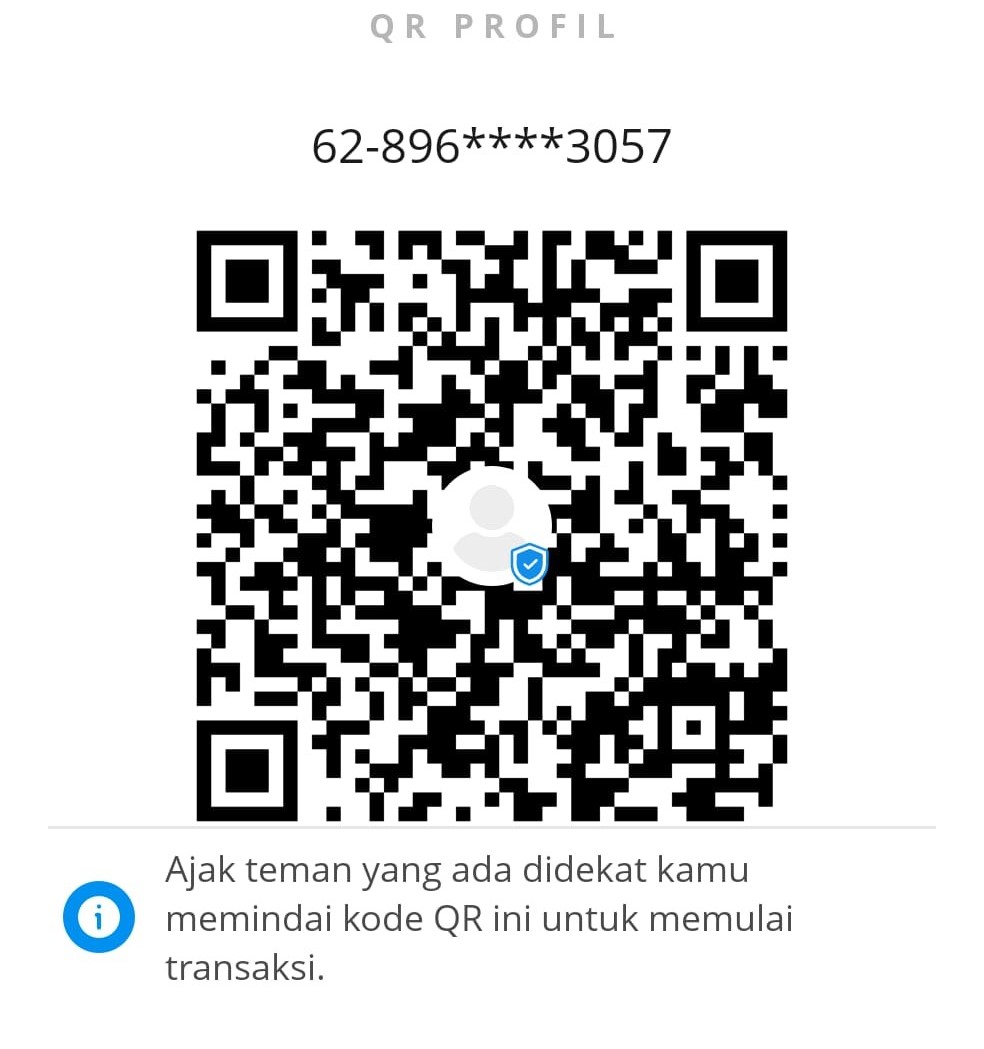 QR PROFIL
62-896****3057
Ajak teman yang ada didekat kamu
memindai kode QR ini untuk memulai
transaksi.